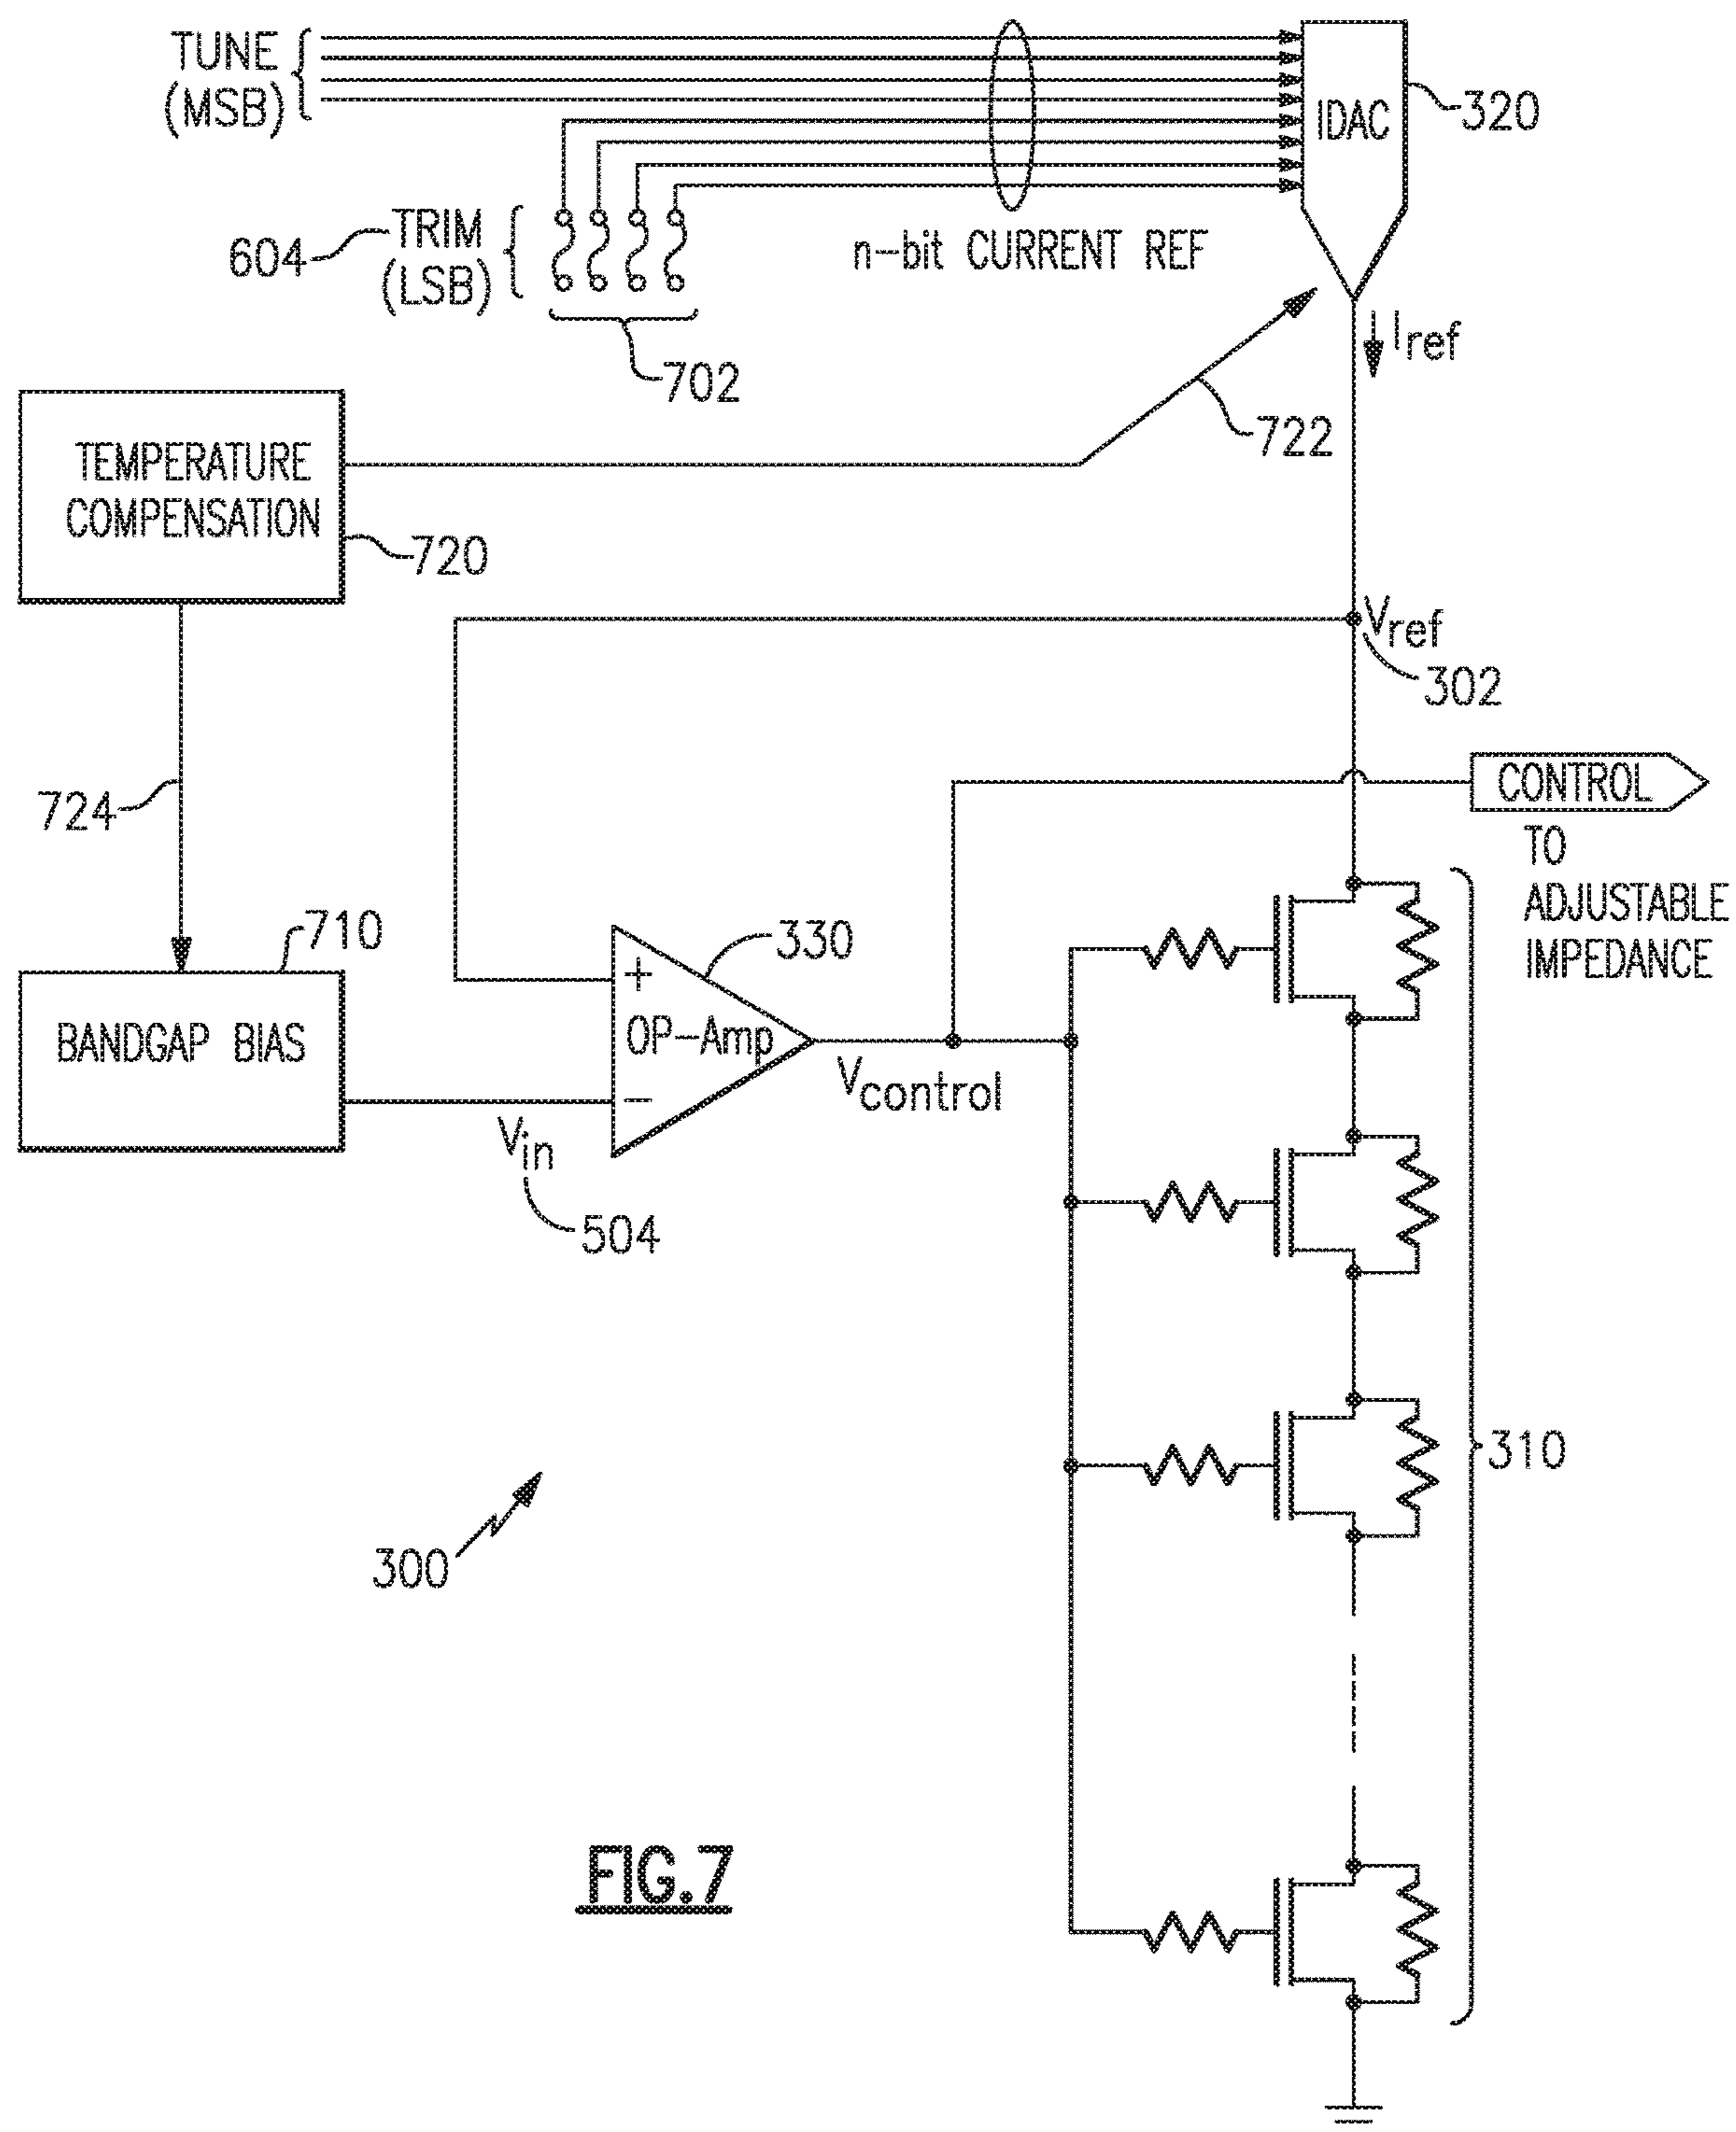 TUNE
(MSB)
IDAC
320
604
TRIM
(LSB)
n-bit CURRENT REF
702
Iref
722
TEMPERATURE
COMPENSATION
720
Vref
302
724
CONTROL
TO
ADJUSTABLE
IMPEDANCE
710
330
BANDGAP BIAS
+
OP-Amp
−
Vcontrol
Vin
504
310
300
FIG.7